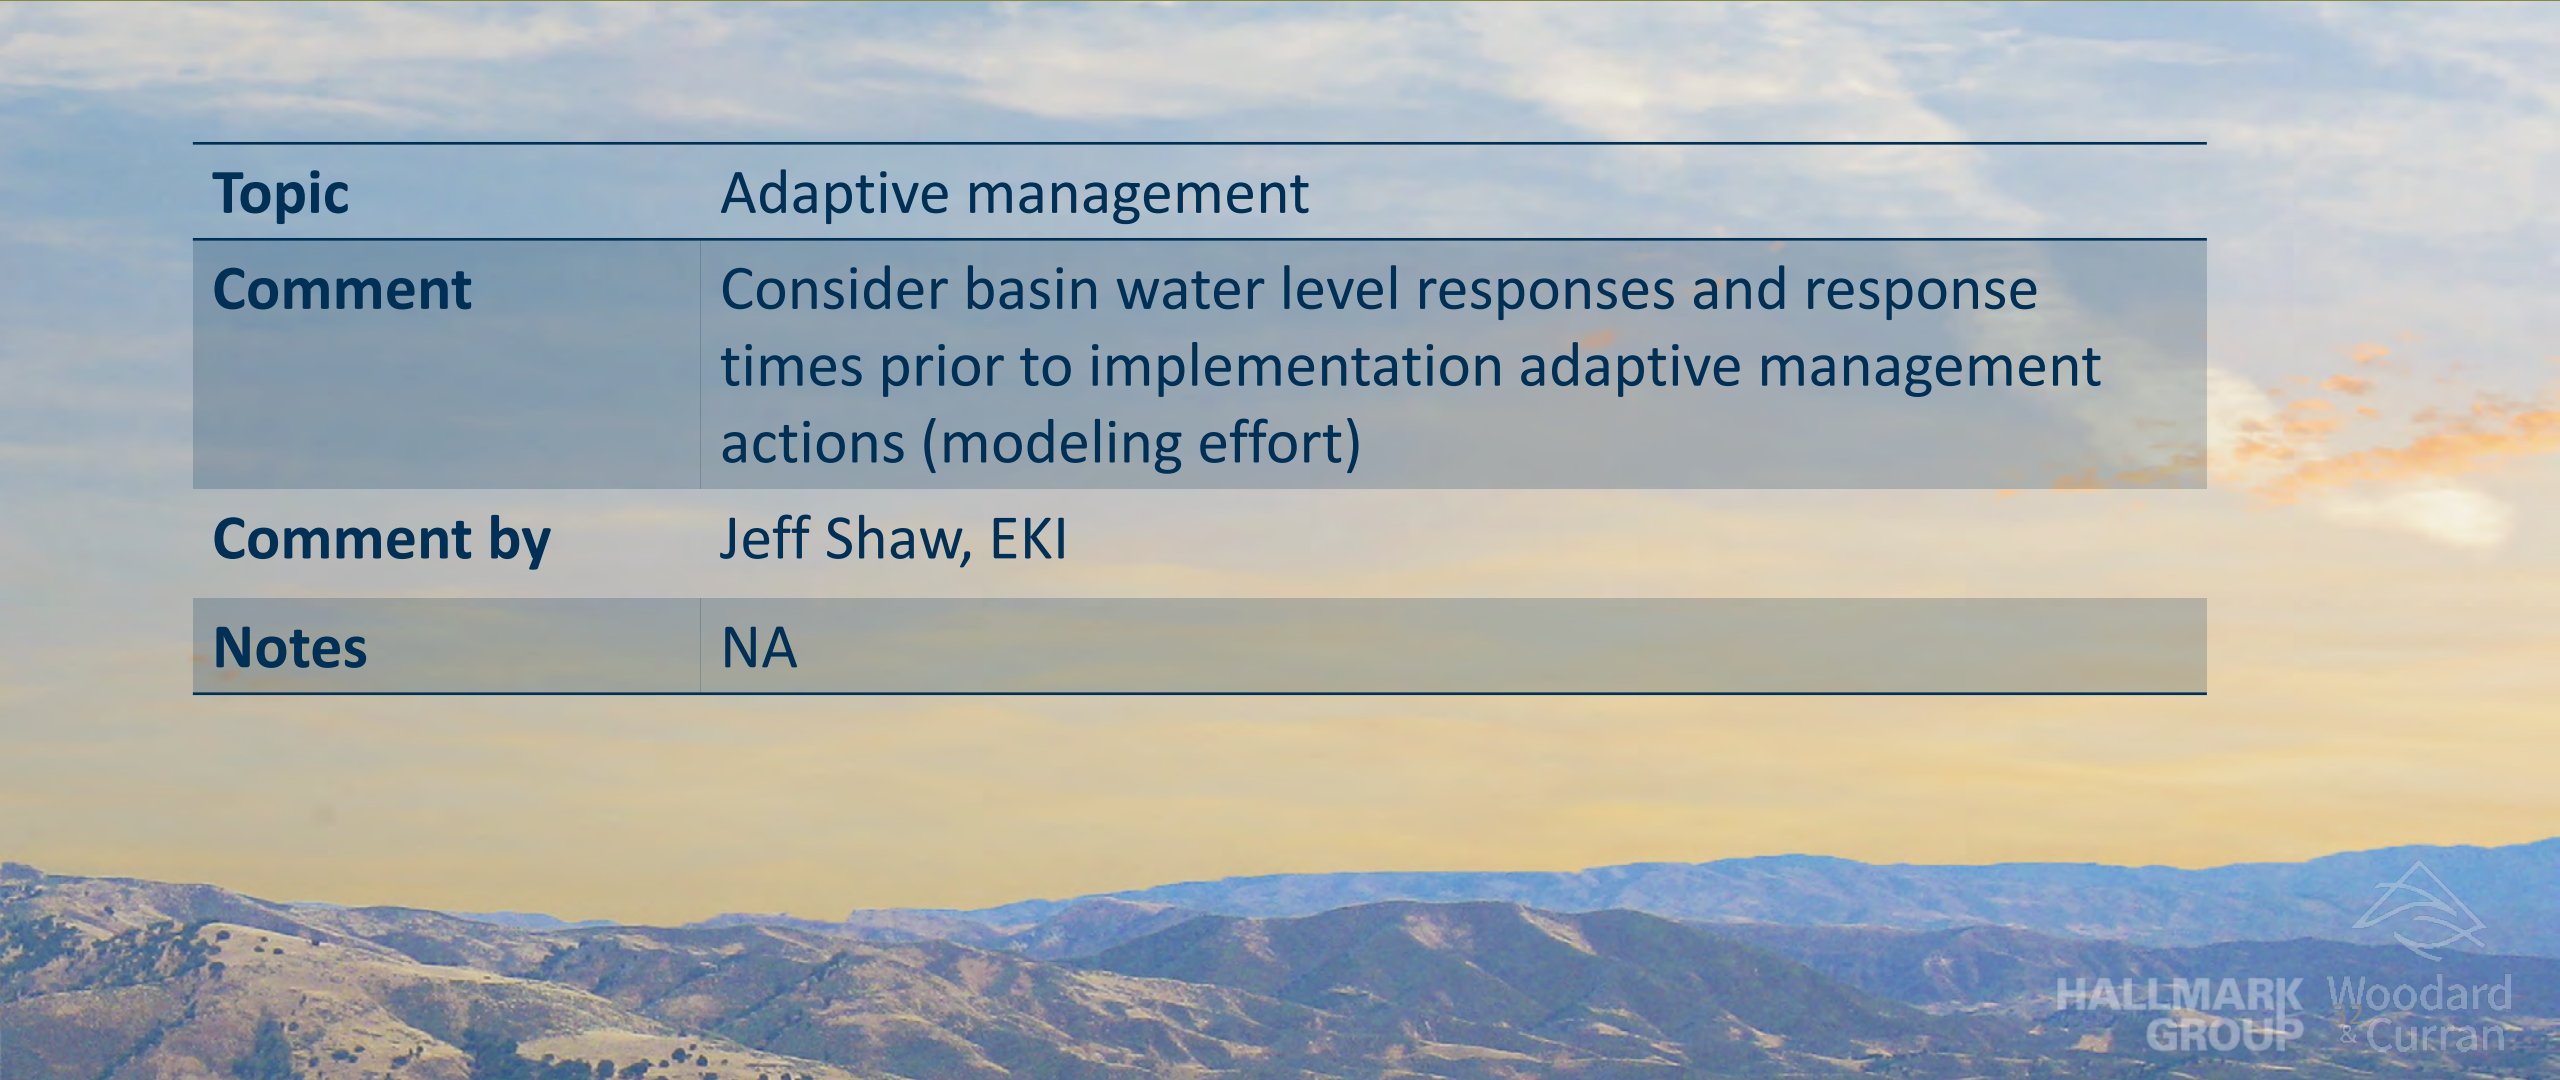 Topic Adaptive management
Comment Consider basin water level responses and response
times prior to implementation adaptive management
actions (modeling effort)
Comment by Jeff Shaw, EKI
Notes NA
HALLMARK
GROUP
Woodard
& Curran